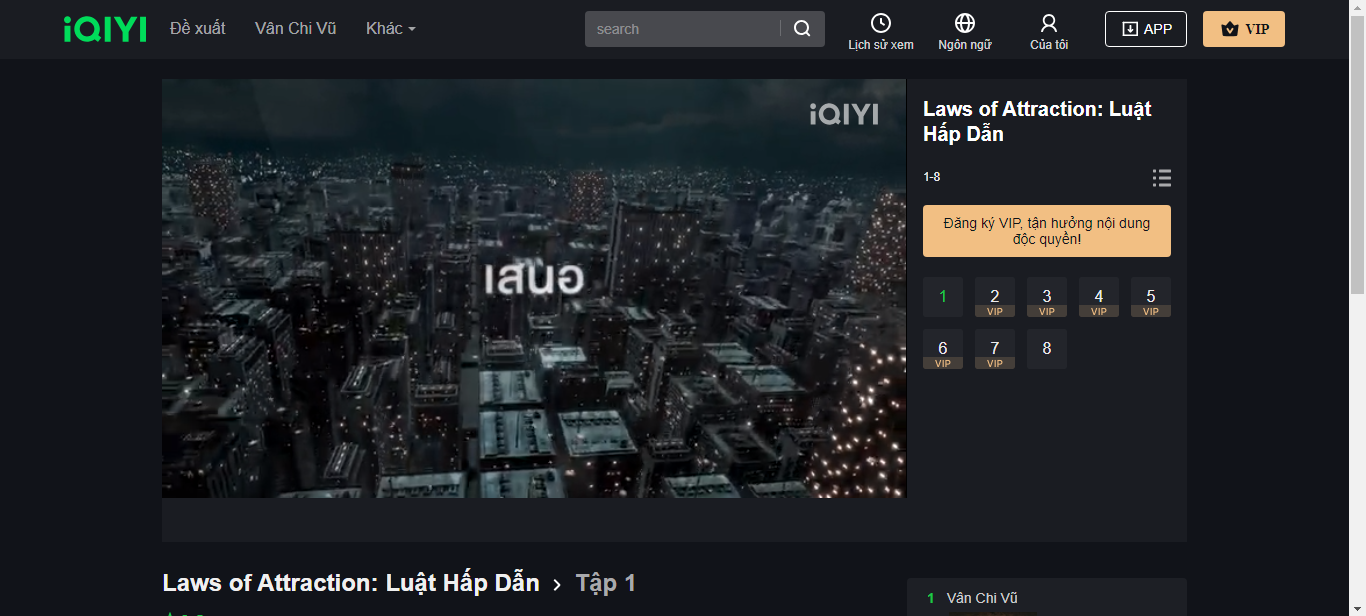 iQIYI
Đề xuất
Vân Chi Vũ
Khác
search
Lịch sử xem
Ngôn ngữ
Của tôi
APP
VIP
iQIYI
เสนอ
Laws of Attraction: Luật
Hấp Dẫn
1-8
Đăng ký VIP, tận hưởng nội dung
độc quyền!
1
2
VIP
3
VIP
4
VIP
5
VIP
6
VIP
7
VIP
8
Laws of Attraction: Luật Hấp Dẫn › Tập 1
1 Vân Chi Vũ